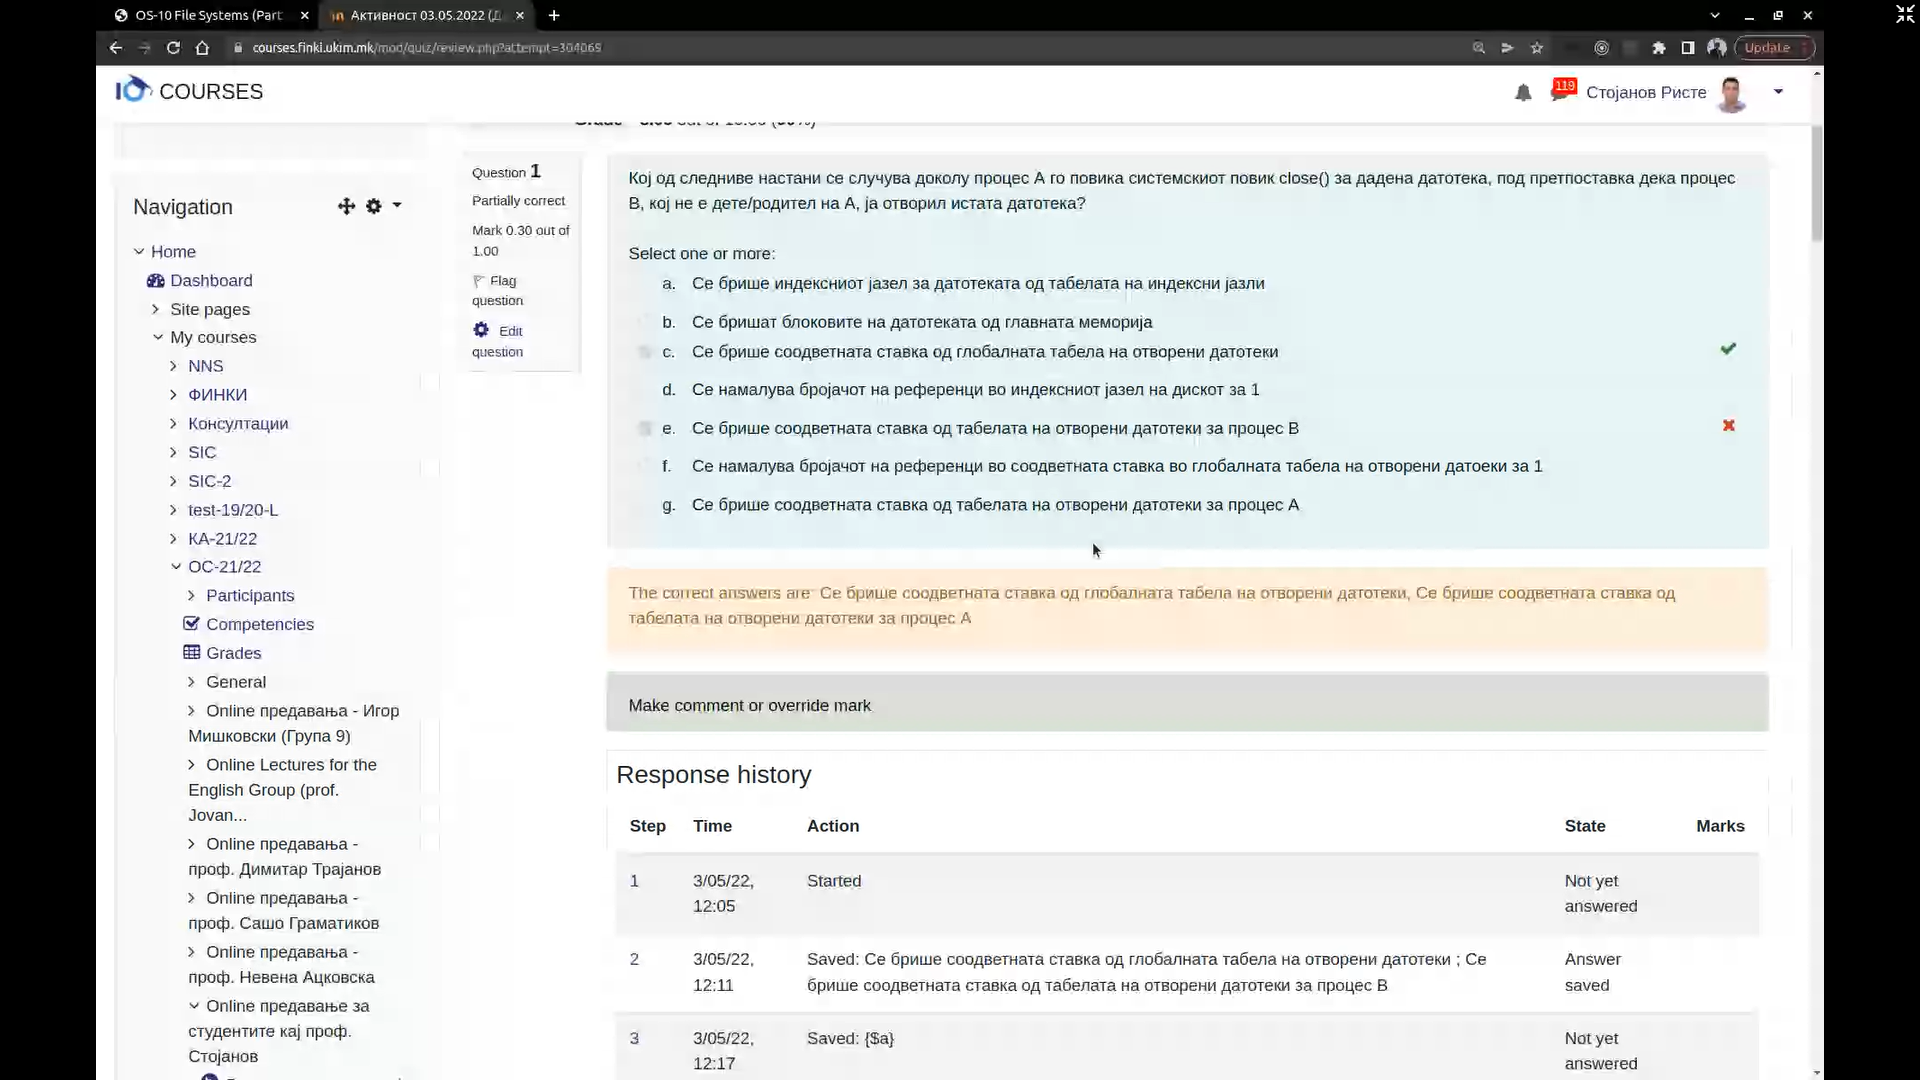 OS-10 File Systems (Part
Активност 03.05.2022 (Д
courses.finki.ukim.mk/mod/quiz/review.php?attempt=304069
Update
COURSES
119
Стојанов Ристе
Navigation
Home
Dashboard
Site pages
My courses
NNS
ФИНКИ
Консултации
SIC
SIC-2
test-19/20-L
КА-21/22
ОС-21/22
Participants
Competencies
Grades
General
Online предавања - Игор
Мишковски (Група 9)
Online Lectures for the
English Group (prof.
Jovan...
Online предавања -
проф. Димитар Трајанов
Online предавања -
проф. Сашо Граматиков
Online предавања -
проф. Невена Ацковска
Online предавање за
студентите кај проф.
Стојанов
Question 1
Partially correct
Mark 0.30 out of
1.00
Flag
question
Edit
question
Кој од следниве настани се случува доколу процес А го повика системскиот повик close() за дадена датотека, под претпоставка дека процес
В, кој не е дете/родител на А, ја отворил истата датотека?
Select one or more:
a. Се брише индексниот јазел за датотеката од табелата на индексни јазли
b. Се бришат блоковите на датотеката од главната меморија
c. Се брише соодветната ставка од глобалната табела на отворени датотеки
d. Се намалува бројачот на референци во индексниот јазел на дискот за 1
e. Се брише соодветната ставка од табелата на отворени датотеки за процес В
f. Се намалува бројачот на референци во соодветната ставка во глобалната табела на отворени датоеки за 1
g. Се брише соодветната ставка од табелата на отворени датотеки за процес А
The correct answers are: Се брише соодветната ставка од глобалната табела на отворени датотеки, Се брише соодветната ставка од
табелата на отворени датотеки за процес А
Make comment or override mark
Response history
Step Time Action State Marks
1 3/05/22, Started Not yet
12:05 answered
2 3/05/22, Saved: Се брише соодветната ставка од глобалната табела на отворени датотеки ; Се Answer
12:11 брише соодветната ставка од табелата на отворени датотеки за процес В saved
3 3/05/22, Saved: {$a} Not yet
12:17 answered